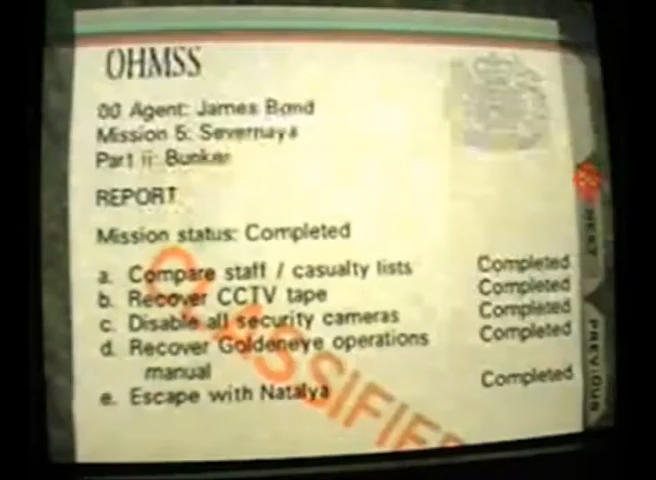 OHMSS
00 Agent: James Bond
Mission 5: Severnaya
Part ii: Bunker
REPORT
Mission status: Completed
a. Compare staff / casualty lists Completed
b. Recover CCTV tape Completed
c. Disable all security cameras Completed
d. Recover Goldeneye operations Completed
manual
e. Escape with Natalya Completed
CLASSIFIED
NEXT
PREVIOUS